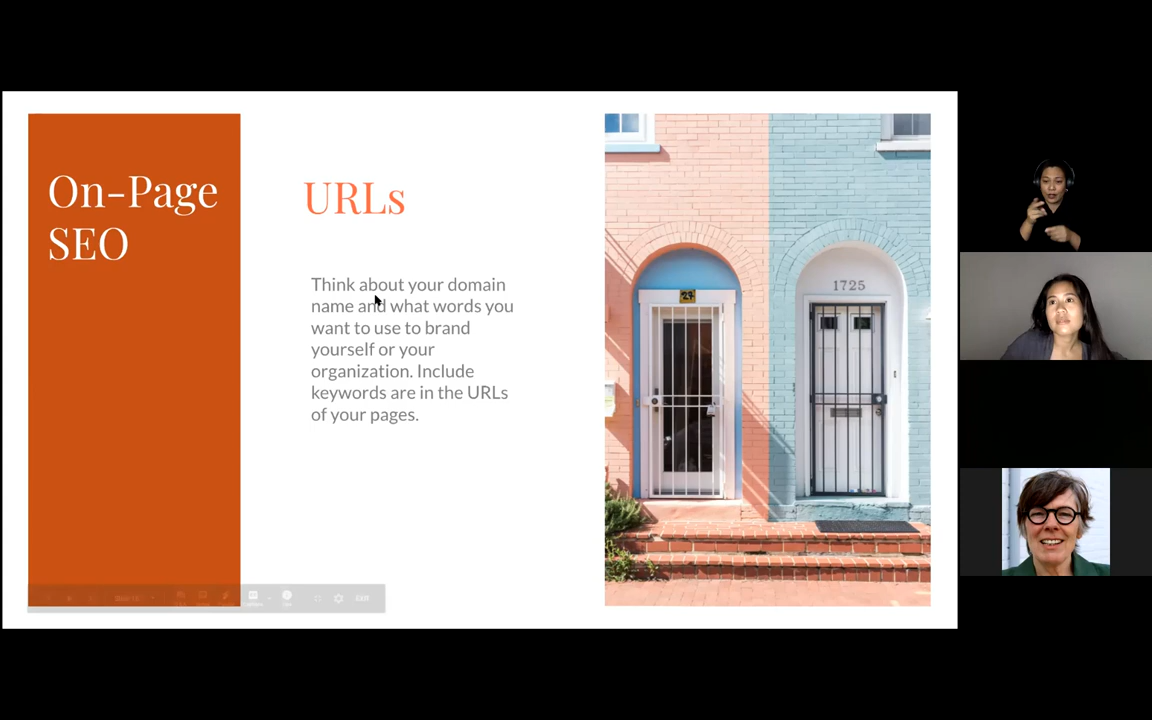 On-Page
SEO
URLs
Think about your domain
name and what words you
want to use to brand
yourself or your
organization. Include
keywords are in the URLs
of your pages.
1725